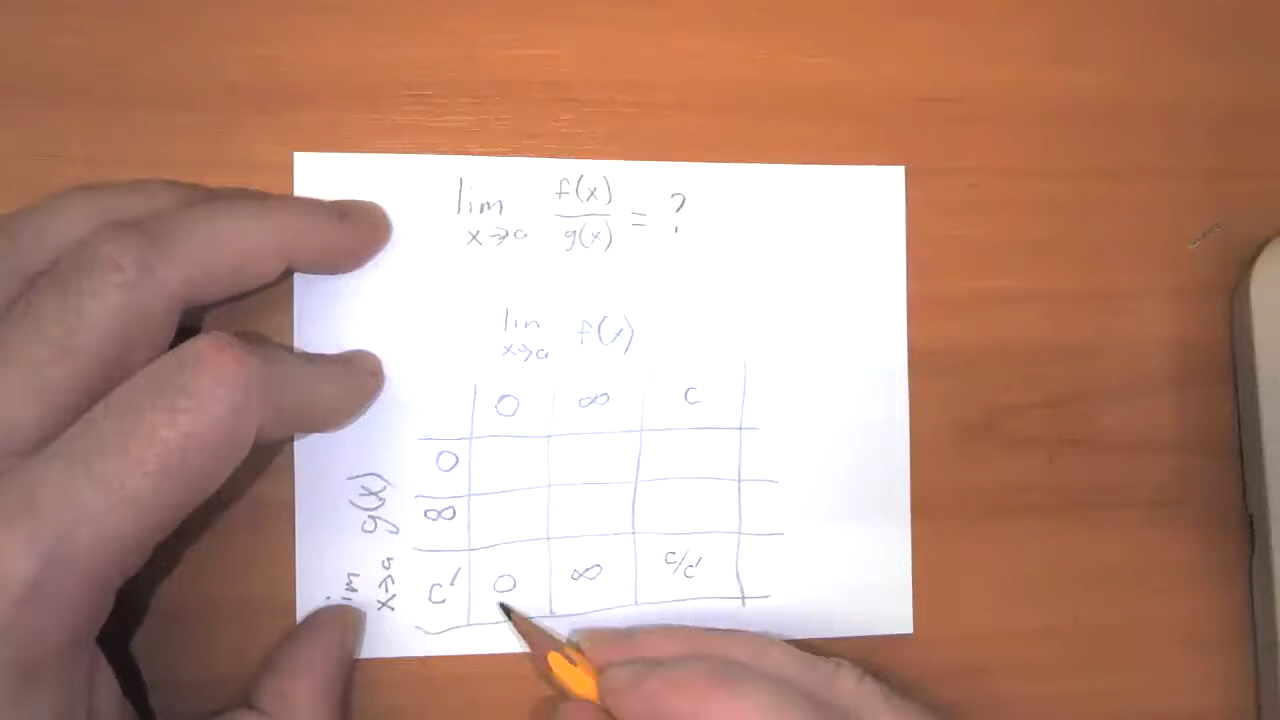 lim x→a f(x)/g(x) = ?
lim x→a f(x)
0 ∞ c
0
∞
c' 0 ∞ c/c'
lim x→a g(x)